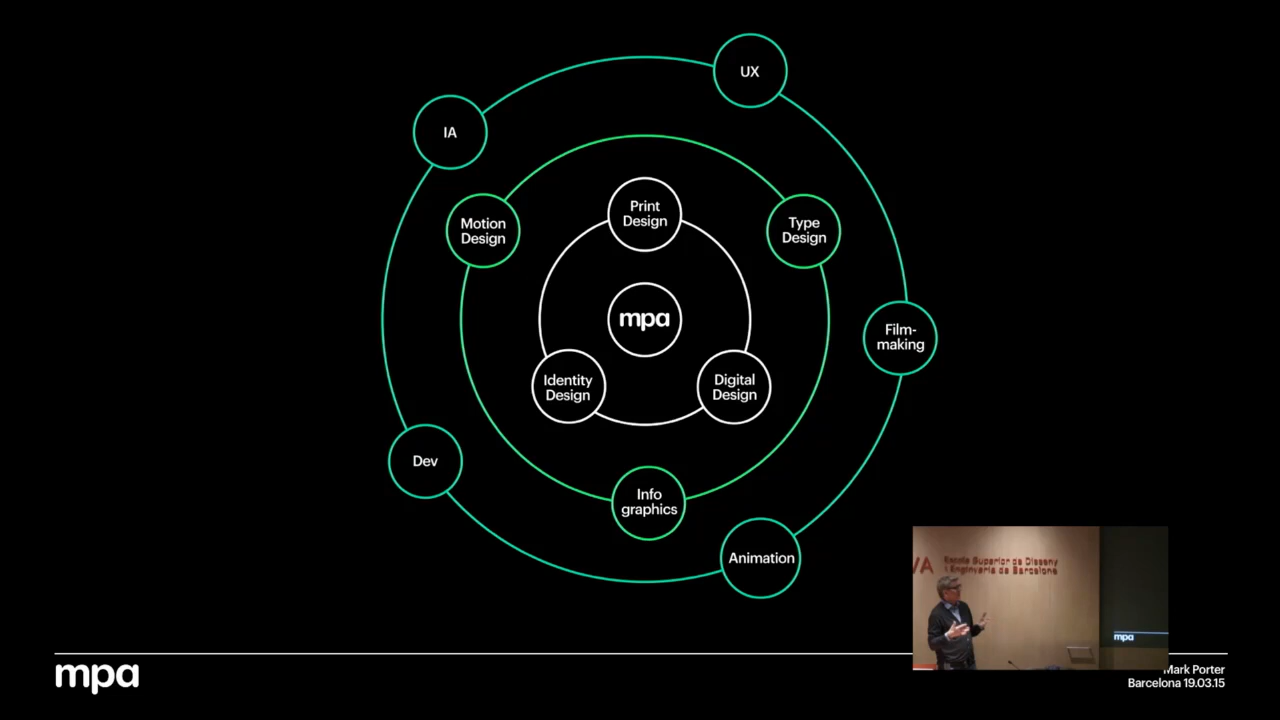 UX
IA
Print
Design
Motion
Design
Type
Design
mpa
Film-
making
Identity
Design
Digital
Design
Dev
Info
graphics
Animation
VA
Escola Superior de Disseny
i Enginyeria de Barcelona
mpa
mpa
Mark Porter
Barcelona 19.03.15